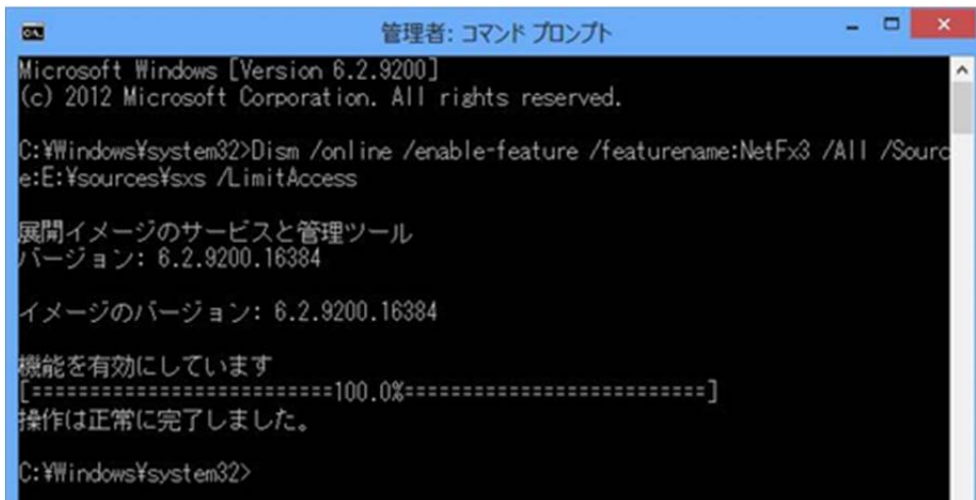 管理者: コマンド プロンプト
Microsoft Windows [Version 6.2.9200]
(c) 2012 Microsoft Corporation. All rights reserved.
C:¥Windows¥system32>Dism /online /enable-feature /featurename:NetFx3 /All /Sourc
e:E:¥sources¥sxs /LimitAccess
展開イメージのサービスと管理ツール
バージョン: 6.2.9200.16384
イメージのバージョン: 6.2.9200.16384
機能を有効にしています
[==========================100.0%==========================]
操作は正常に完了しました。
C:¥Windows¥system32>